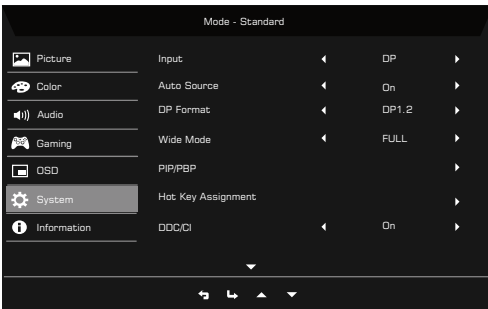 Mode - Standard
Picture
Input DP
Color
Auto Source On
Audio
DP Format DP1.2
Gaming
Wide Mode FULL
OSD
PIP/PBP
System
Hot Key Assignment
Information
DDC/CI On